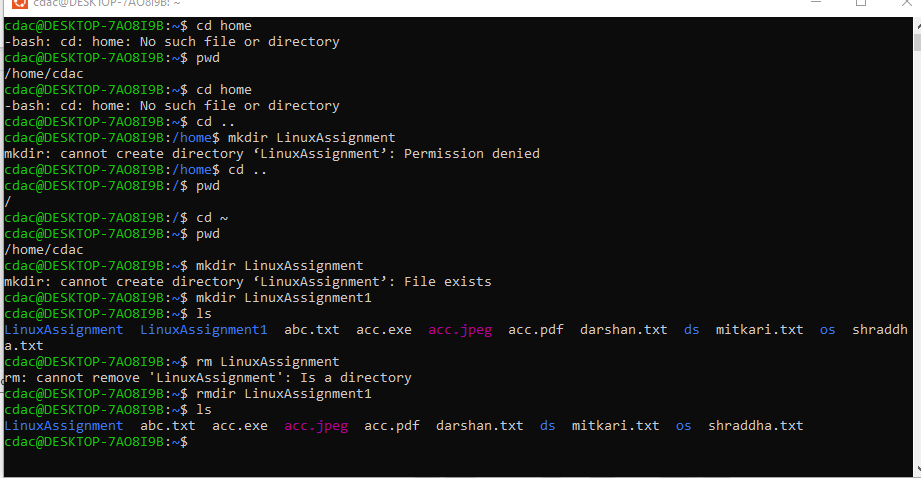 cdac@DESKTOP-7AO8I9B: ~
cdac@DESKTOP-7AO8I9B:~$ cd home
-bash: cd: home: No such file or directory
cdac@DESKTOP-7AO8I9B:~$ pwd
/home/cdac
cdac@DESKTOP-7AO8I9B:~$ cd home
-bash: cd: home: No such file or directory
cdac@DESKTOP-7AO8I9B:~$ cd ..
cdac@DESKTOP-7AO8I9B:/home$ mkdir LinuxAssignment
mkdir: cannot create directory ‘LinuxAssignment’: Permission denied
cdac@DESKTOP-7AO8I9B:/home$ cd ..
cdac@DESKTOP-7AO8I9B:/$ pwd
/
cdac@DESKTOP-7AO8I9B:/$ cd ~
cdac@DESKTOP-7AO8I9B:~$ pwd
/home/cdac
cdac@DESKTOP-7AO8I9B:~$ mkdir LinuxAssignment
mkdir: cannot create directory ‘LinuxAssignment’: File exists
cdac@DESKTOP-7AO8I9B:~$ mkdir LinuxAssignment1
cdac@DESKTOP-7AO8I9B:~$ ls
LinuxAssignment  LinuxAssignment1  abc.txt  acc.exe  acc.jpeg  acc.pdf  darshan.txt  ds  mitkari.txt  os  shraddh
a.txt
cdac@DESKTOP-7AO8I9B:~$ rm LinuxAssignment
rm: cannot remove 'LinuxAssignment': Is a directory
cdac@DESKTOP-7AO8I9B:~$ rmdir LinuxAssignment1
cdac@DESKTOP-7AO8I9B:~$ ls
LinuxAssignment  abc.txt  acc.exe  acc.jpeg  acc.pdf  darshan.txt  ds  mitkari.txt  os  shraddha.txt
cdac@DESKTOP-7AO8I9B:~$